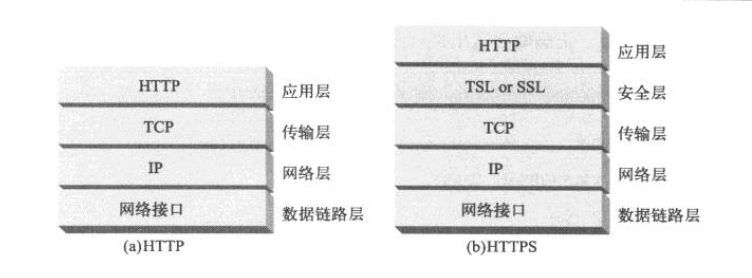 HTTP 应用层
TCP 传输层
IP 网络层
网络接口 数据链路层
(a)HTTP
HTTP 应用层
TSL or SSL 安全层
TCP 传输层
IP 网络层
网络接口 数据链路层
(b)HTTPS